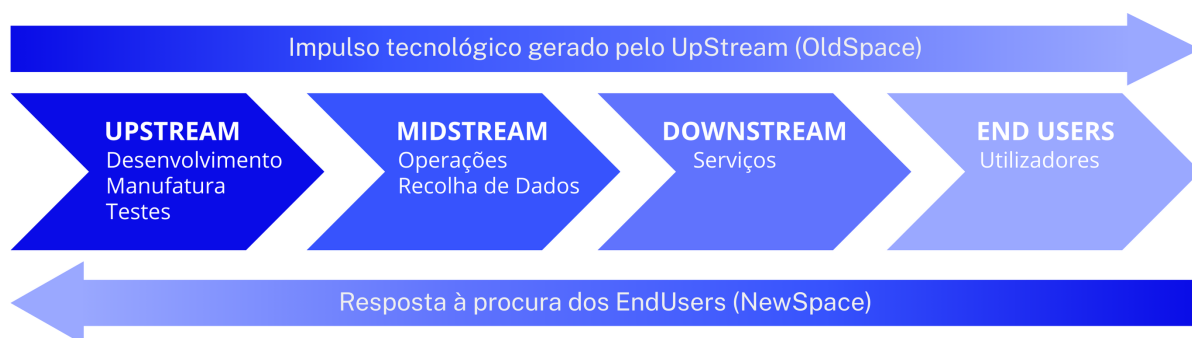 Impulso tecnológico gerado pelo UpStream (OldSpace)
UPSTREAM
Desenvolvimento
Manufatura
Testes
MIDSTREAM
Operações
Recolha de Dados
DOWNSTREAM
Serviços
END USERS
Utilizadores
Resposta à procura dos EndUsers (NewSpace)